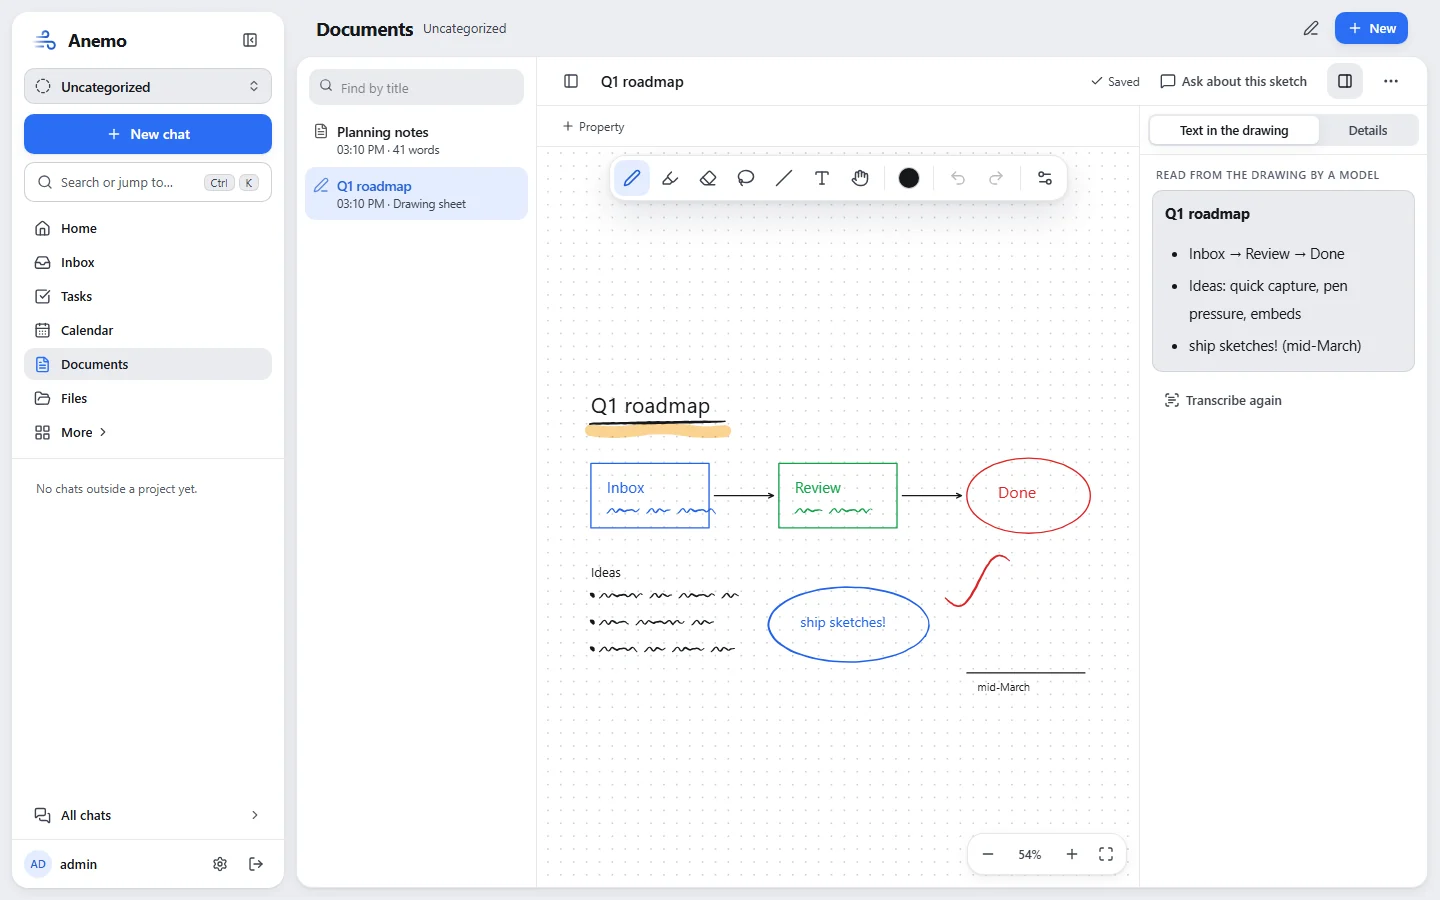 Anemo
Uncategorized
New chat
Search or jump to... Ctrl K
Home
Inbox
Tasks
Calendar
Documents
Files
More
No chats outside a project yet.
All chats
AD admin
Documents Uncategorized
New
Find by title
Planning notes
03:10 PM · 41 words
Q1 roadmap
03:10 PM · Drawing sheet
Q1 roadmap
Saved
Ask about this sketch
+ Property
Q1 roadmap
Inbox
Review
Done
Ideas
ship sketches!
mid-March
54%
Text in the drawing
Details
READ FROM THE DRAWING BY A MODEL
Q1 roadmap
• Inbox → Review → Done
• Ideas: quick capture, pen
pressure, embeds
• ship sketches! (mid-March)
Transcribe again